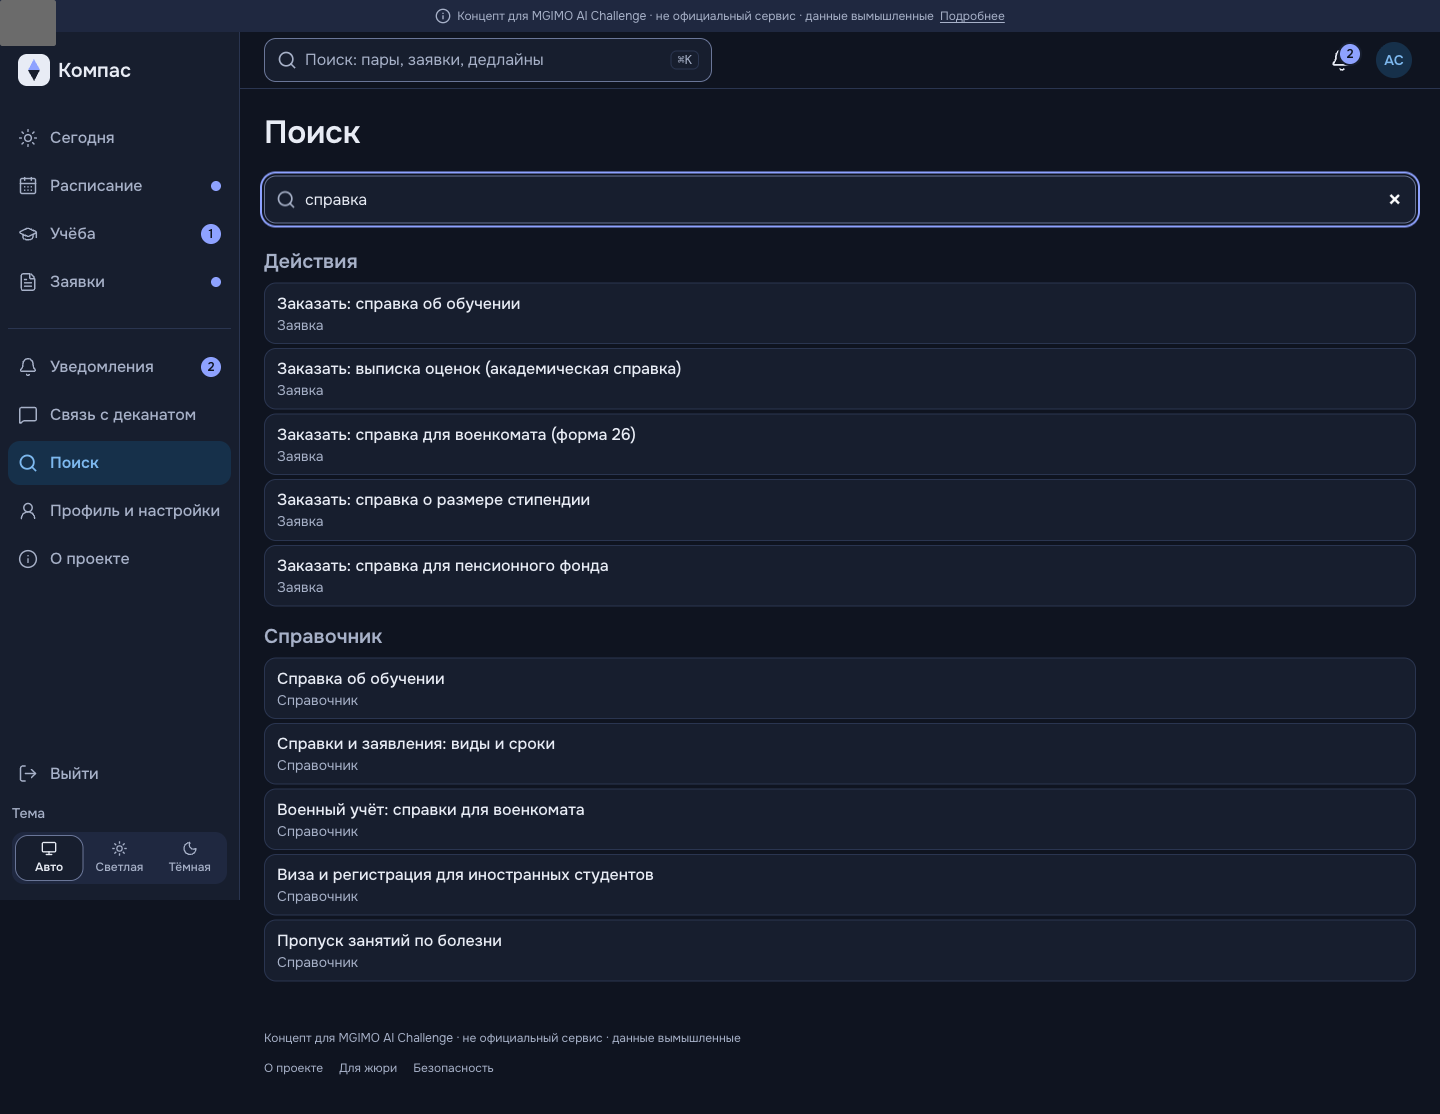 Концепт для MGIMO AI Challenge · не официальный сервис · данные вымышленные Подробнее
Компас
Поиск: пары, заявки, дедлайны
⌘K
2
АС
Сегодня
Расписание
Учёба
1
Заявки
Уведомления
2
Связь с деканатом
Поиск
Профиль и настройки
О проекте
Выйти
Тема
Авто
Светлая
Тёмная
Поиск
справка
Действия
Заказать: справка об обучении
Заявка
Заказать: выписка оценок (академическая справка)
Заявка
Заказать: справка для военкомата (форма 26)
Заявка
Заказать: справка о размере стипендии
Заявка
Заказать: справка для пенсионного фонда
Заявка
Справочник
Справка об обучении
Справочник
Справки и заявления: виды и сроки
Справочник
Военный учёт: справки для военкомата
Справочник
Виза и регистрация для иностранных студентов
Справочник
Пропуск занятий по болезни
Справочник
Концепт для MGIMO AI Challenge · не официальный сервис · данные вымышленные
О проекте Для жюри Безопасность